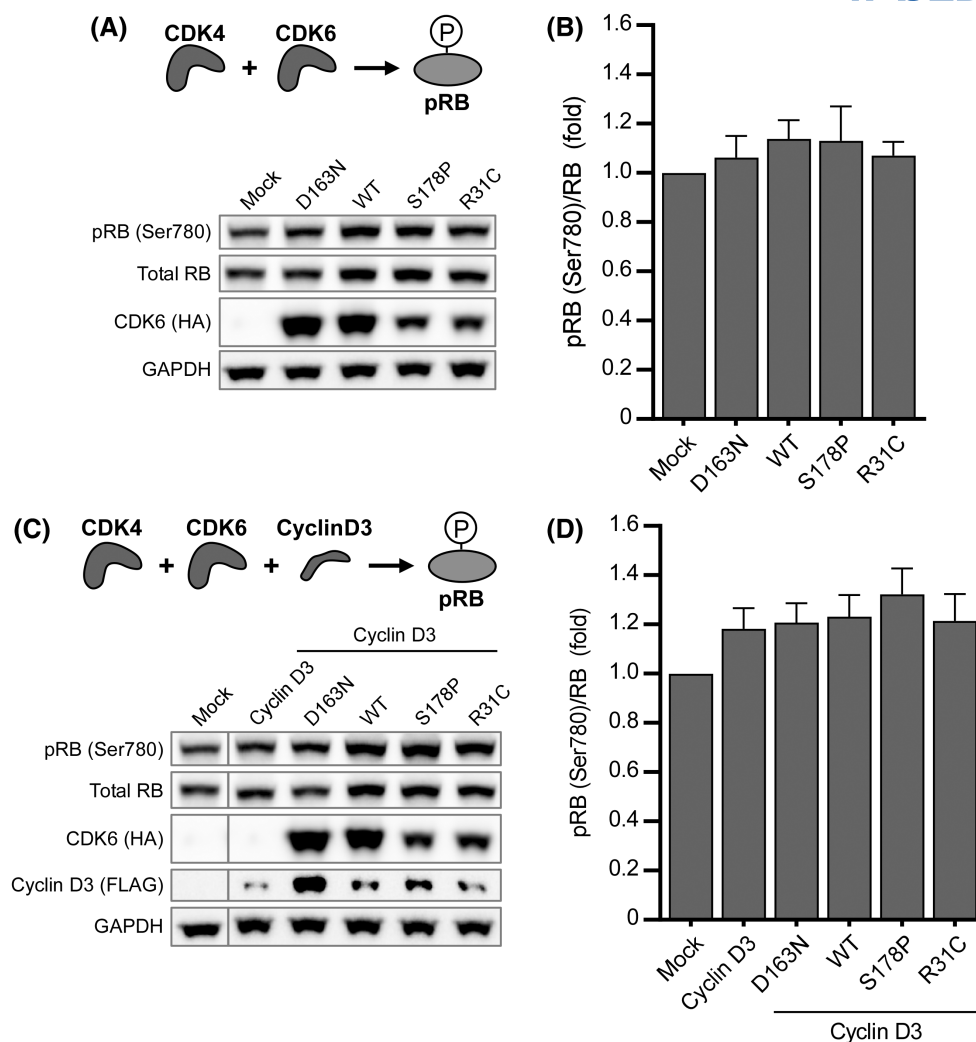 (A)
CDK4
+
CDK6
P
pRB
Mock
D163N
WT
S178P
R31C
pRB (Ser780)
Total RB
CDK6 (HA)
GAPDH
(B)
pRB (Ser780)/RB (fold)
1.6
1.4
1.2
1.0
0.8
0.6
0.4
0.2
0
Mock
D163N
WT
S178P
R31C
(C)
CDK4
+
CDK6
+
CyclinD3
P
pRB
Cyclin D3
Mock
Cyclin D3
D163N
WT
S178P
R31C
pRB (Ser780)
Total RB
CDK6 (HA)
Cyclin D3 (FLAG)
GAPDH
(D)
pRB (Ser780)/RB (fold)
1.6
1.4
1.2
1.0
0.8
0.6
0.4
0.2
0
Mock
Cyclin D3
D163N
WT
S178P
R31C
Cyclin D3